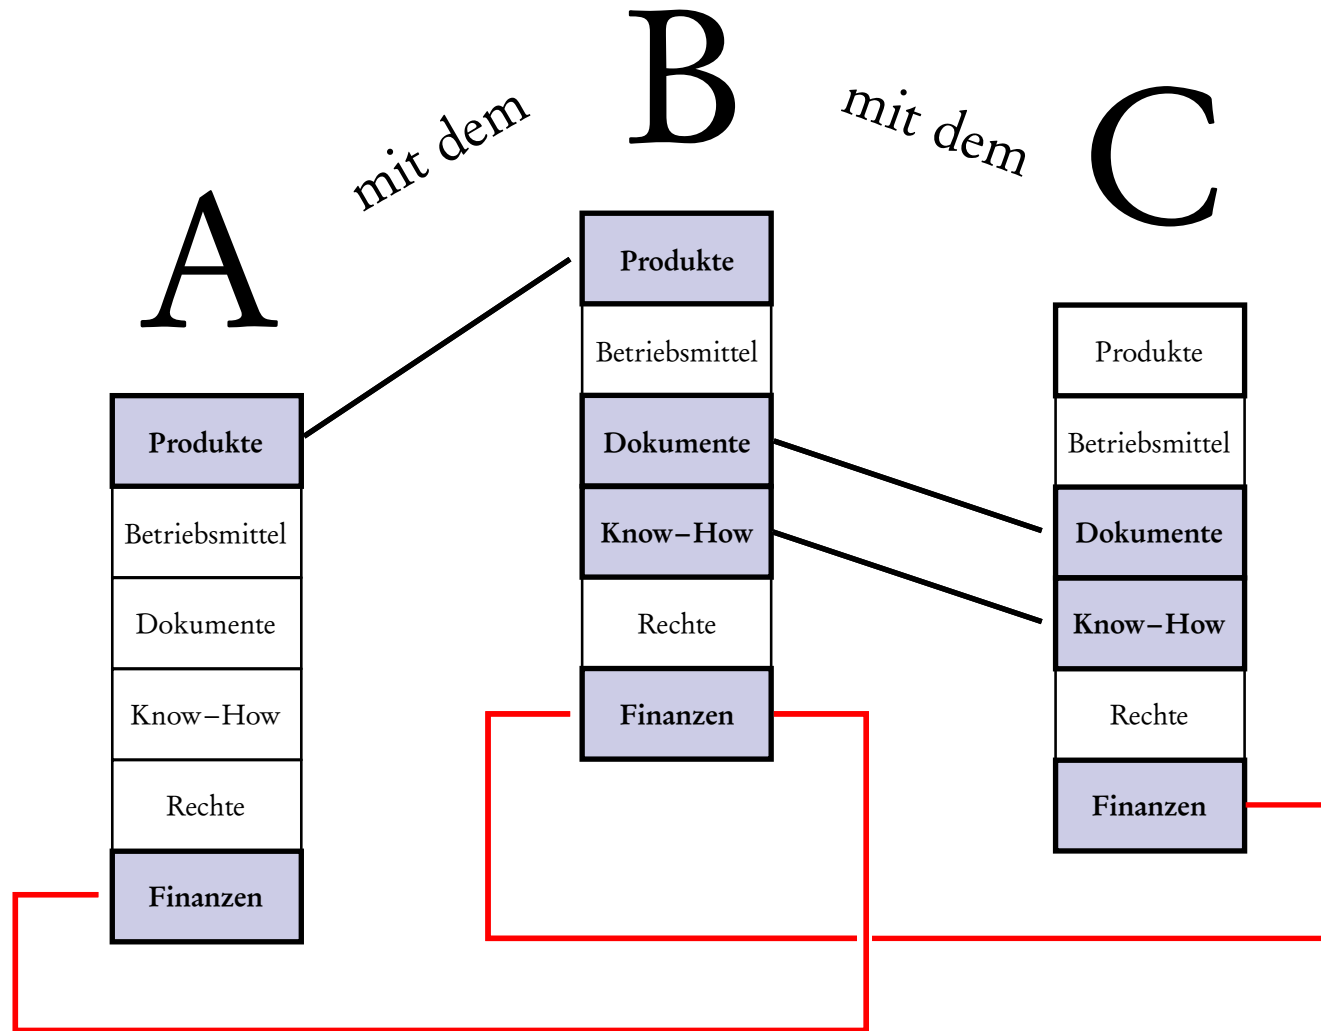 A
mit dem
B
mit dem
C
Produkte
Betriebsmittel
Dokumente
Know–How
Rechte
Finanzen
Produkte
Betriebsmittel
Dokumente
Know–How
Rechte
Finanzen
Produkte
Betriebsmittel
Dokumente
Know–How
Rechte
Finanzen